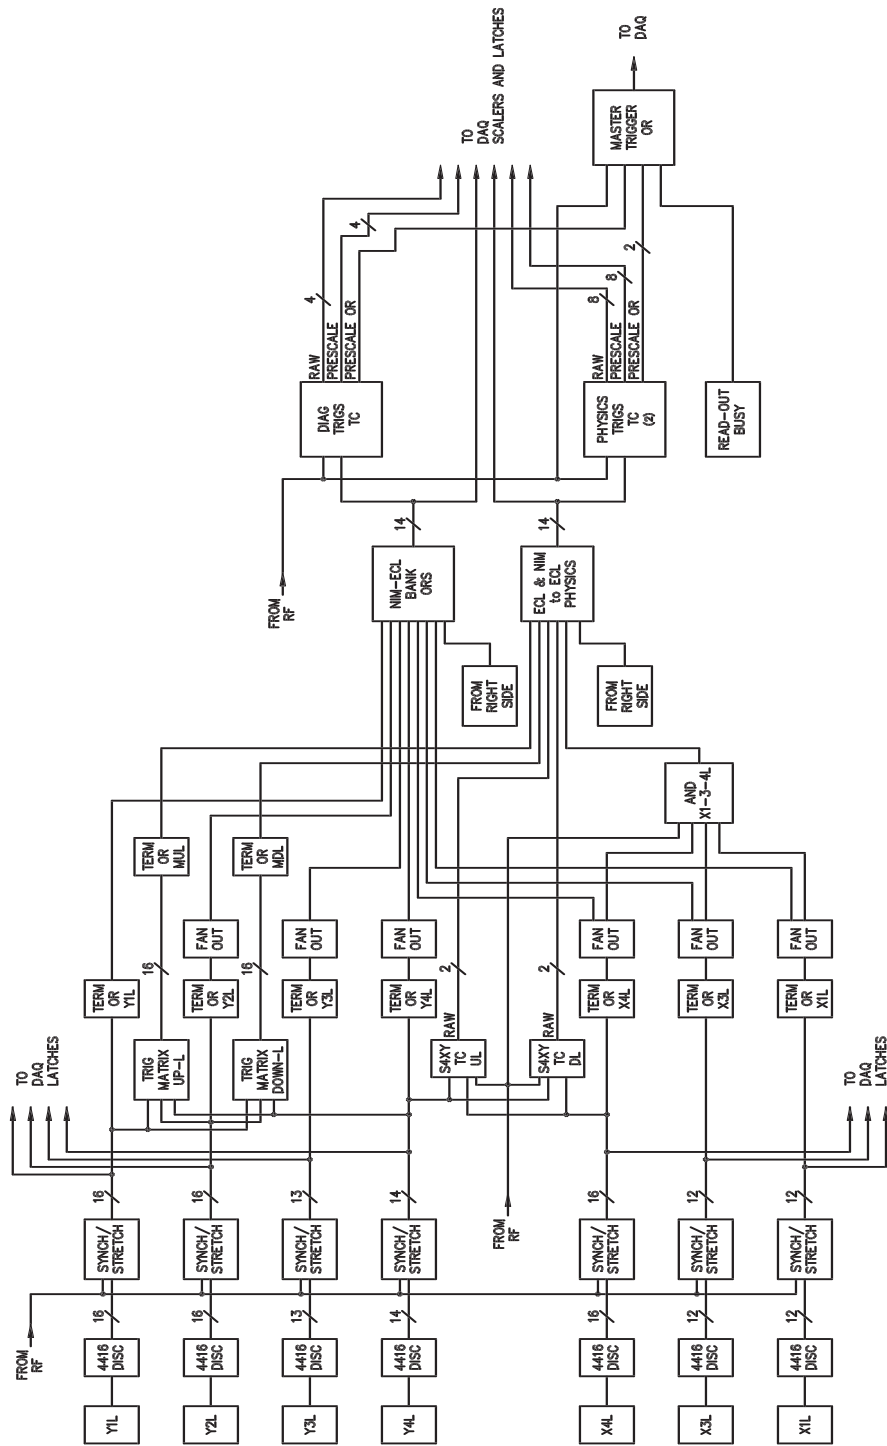 Y1L
Y2L
Y3L
Y4L
X4L
X3L
X1L
4416
DISC
4416
DISC
4416
DISC
4416
DISC
4416
DISC
4416
DISC
4416
DISC
FROM
RF
16
16
13
14
16
12
12
SYNCH/
STRETCH
SYNCH/
STRETCH
SYNCH/
STRETCH
SYNCH/
STRETCH
SYNCH/
STRETCH
SYNCH/
STRETCH
SYNCH/
STRETCH
16
16
13
14
FROM
RF
16
12
12
TO
DAQ
LATCHES
TO
DAQ
LATCHES
TRIG
MATRIX
UP-L
TRIG
MATRIX
DOWN-L
S4XY
TC
UL
RAW
S4XY
TC
DL
RAW
TERM
OR
Y1L
TERM
OR
Y2L
TERM
OR
Y3L
TERM
OR
Y4L
TERM
OR
X4L
TERM
OR
X3L
TERM
OR
X1L
16
16
2
2
FAN
OUT
FAN
OUT
FAN
OUT
FAN
OUT
FAN
OUT
FAN
OUT
TERM
OR
MUL
TERM
OR
MDL
AND
X1-3-4L
FROM
RIGHT
SIDE
FROM
RIGHT
SIDE
FROM
RF
NIM-ECL
BANK
ORS
ECL & NIM
to ECL
PHYSICS
14
14
DIAG
TRIGS
TC
RAW
PRESCALE
PRESCALE OR
4
4
PHYSICS
TRIGS
TC
(2)
RAW
PRESCALE
PRESCALE OR
8
8
2
READ-OUT
BUSY
TO
DAQ
SCALERS AND LATCHES
MASTER
TRIGGER
OR
TO
DAQ